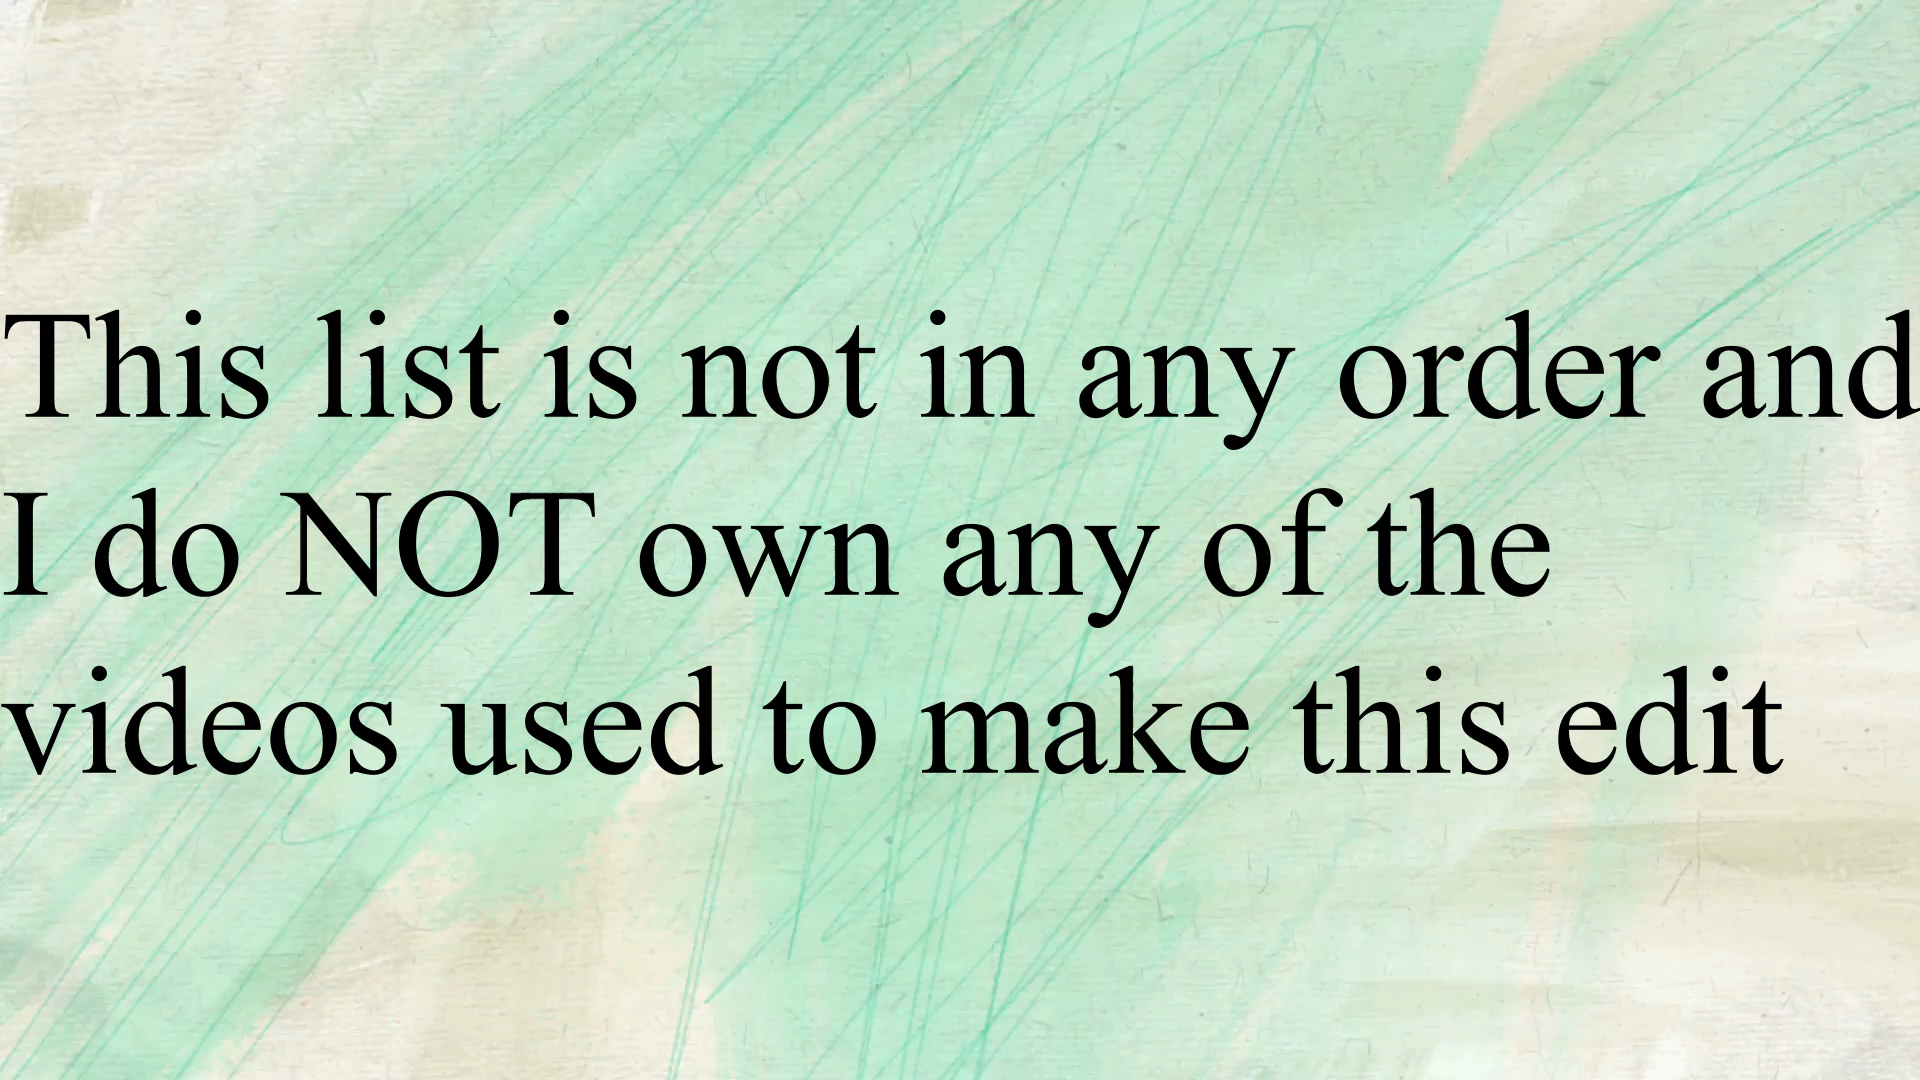 This list is not in any order and
I do NOT own any of the
videos used to make this edit